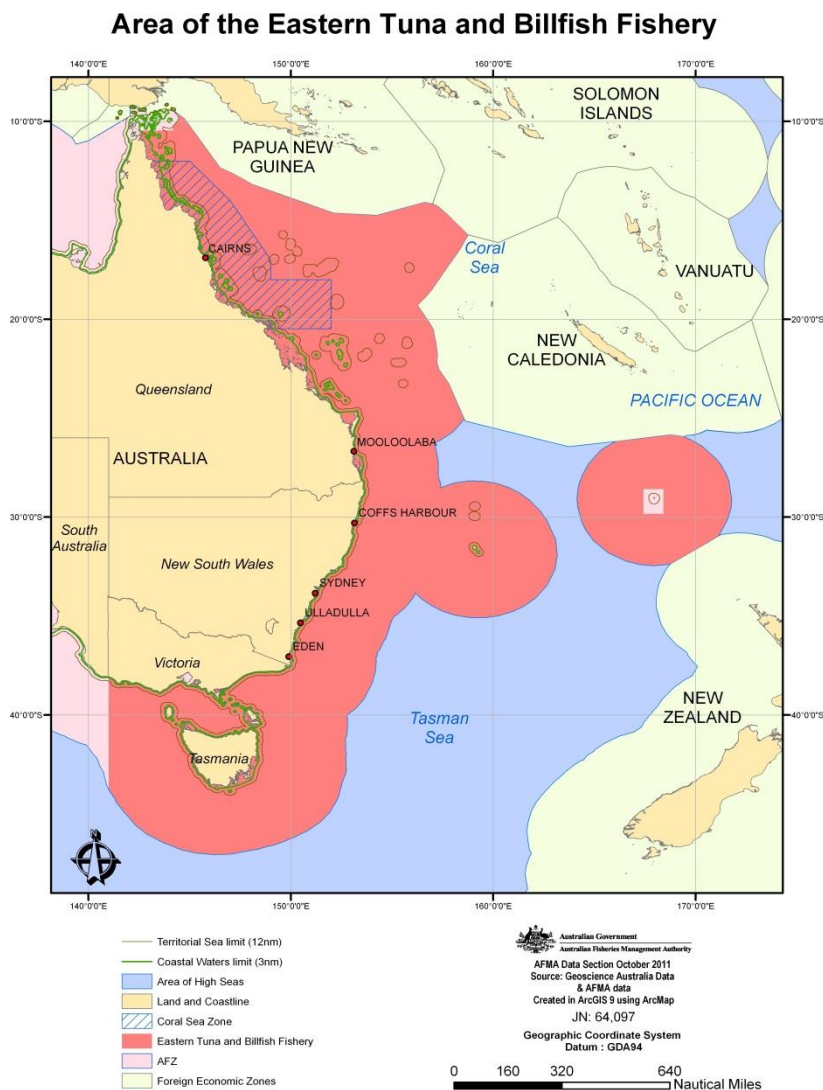 Area of the Eastern Tuna and Billfish Fishery
140°0'0"E
150°0'0"E
160°0'0"E
170°0'0"E
SOLOMON
ISLANDS
10°0'0"S
10°0'0"S
PAPUA NEW
GUINEA
CAIRNS
Coral
Sea
VANUATU
20°0'0"S
20°0'0"S
NEW
CALEDONIA
Queensland
PACIFIC OCEAN
MOOLOOLABA
AUSTRALIA
COFFS HARBOUR
30°0'0"S
30°0'0"S
South
Australia
New South Wales
SYDNEY
ULLADULLA
EDEN
Victoria
NEW
ZEALAND
40°0'0"S
40°0'0"S
Tasman
Sea
Tasmania
N
140°0'0"E
150°0'0"E
160°0'0"E
170°0'0"E
Territorial Sea limit (12nm)
Coastal Waters limit (3nm)
Area of High Seas
Land and Coastline
Coral Sea Zone
Eastern Tuna and Billfish Fishery
AFZ
Foreign Economic Zones
Australian Government
Australian Fisheries Management Authority
AFMA Data Section October 2011
Source: Geoscience Australia Data
& AFMA data
Created in ArcGIS 9 using ArcMap
JN: 64,097
Geographic Coordinate System
Datum : GDA94
0 160 320 640
Nautical Miles